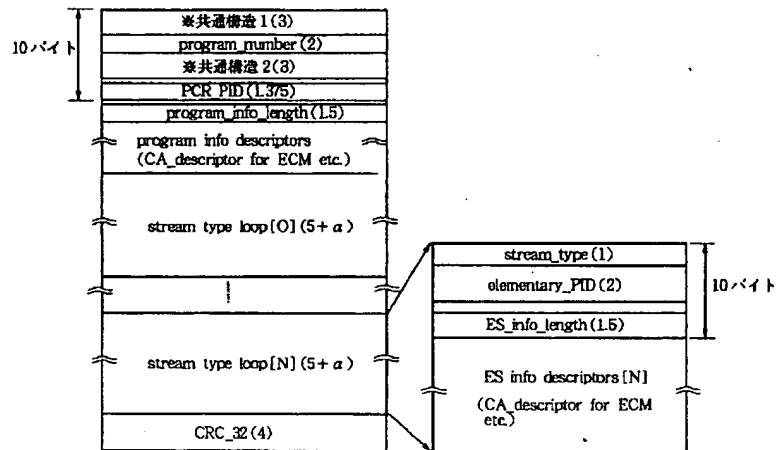 ※共通構造1(3)
10バイト
program_number(2)
※共通構造2(3)
PCR_PID(1.375)
program_info_length(1.5)
program info descriptors
(CA_descriptor for ECM etc.)
stream type loop[O](5+α)
stream type loop[N](5+α)
CRC_32(4)
stream_type(1)
elementary_PID(2)
10バイト
ES_info_length(1.5)
ES info descriptors[N]
(CA_descriptor for ECM
etc.)